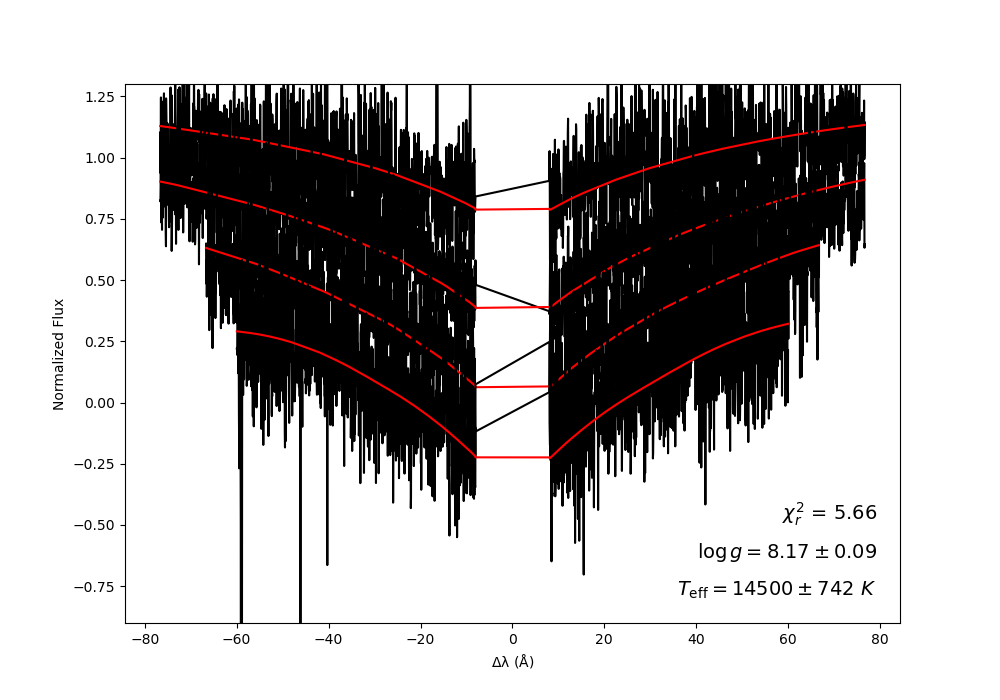 1.25
1.00
0.75
0.50
0.25
0.00
−0.25
−0.50
−0.75
Normalized Flux
χ²ᵣ = 5.66
log g = 8.17 ± 0.09
T_eff = 14500 ± 742 K
−80 −60 −40 −20 0 20 40 60 80
Δλ (Å)